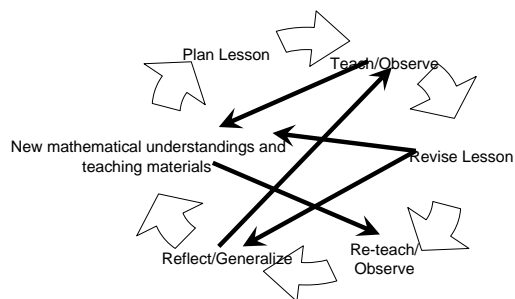 Plan Lesson
Teach/Observe
New mathematical understandings and
teaching materials
Revise Lesson
Re-teach/
Observe
Reflect/Generalize